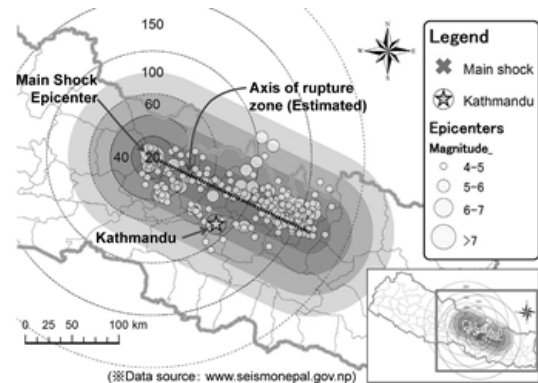 150
100
60
40
20
Main Shock
Epicenter
Axis of rupture
zone (Estimated)
Kathmandu
Legend
Main shock
Kathmandu
Epicenters
Magnitude_
4-5
5-6
6-7
>7
0 25 50 100 km
(※Data source: www.seismonepal.gov.np)